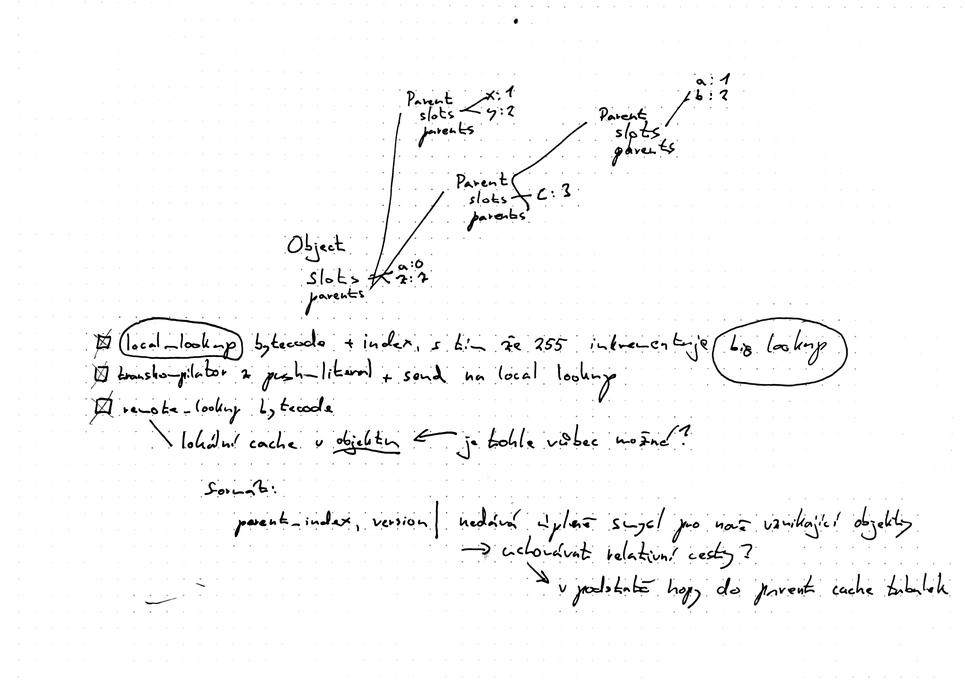 a:1
Parent x:1 b:2
slots y:2 Parent
parents slots
parents
Parent
slots c:3
parents
Object
slots a:0
parents z:2
local_lookup bytecode + index, s tím že 255 inkrementuje big lookup
transkompilátor z push_literal + send na local lookup
remote_lookup bytecode
lokální cache v objektu ← je tohle vůbec možné?
formát:
parent_index, version | nedává úplně smysl pro nově vznikající objekty
→ uchovávat relativní cesty?
v podstatě hopy do parent cache tabulek